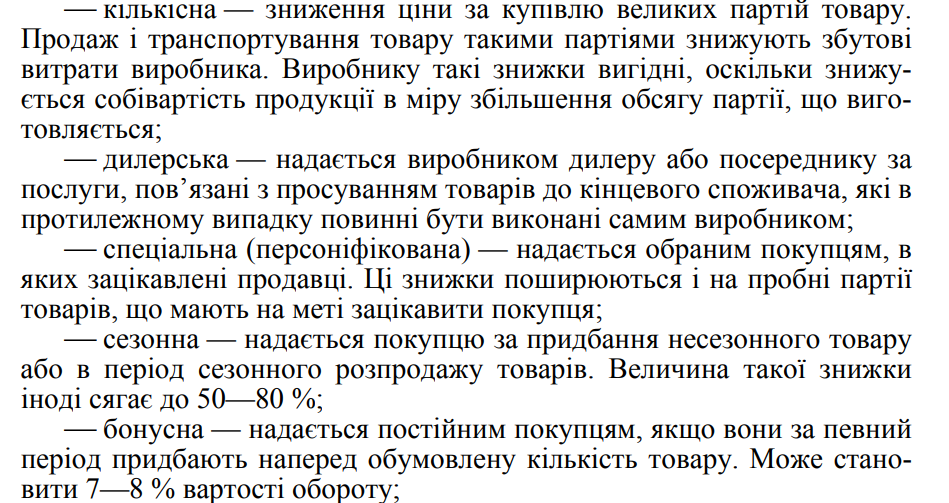 — кількісна — зниження ціни за купівлю великих партій товару.
Продаж і транспортування товару такими партіями знижують збутові
витрати виробника. Виробнику такі знижки вигідні, оскільки знижу-
ється собівартість продукції в міру збільшення обсягу партії, що виго-
товляється;
— дилерська — надається виробником дилеру або посереднику за
послуги, пов’язані з просуванням товарів до кінцевого споживача, які в
протилежному випадку повинні бути виконані самим виробником;
— спеціальна (персоніфікована) — надається обраним покупцям, в
яких зацікавлені продавці. Ці знижки поширюються і на пробні партії
товарів, що мають на меті зацікавити покупця;
— сезонна — надається покупцю за придбання несезонного товару
або в період сезонного розпродажу товарів. Величина такої знижки
іноді сягає до 50—80 %;
— бонусна — надається постійним покупцям, якщо вони за певний
період придбають наперед обумовлену кількість товару. Може стано-
вити 7—8 % вартості обороту;